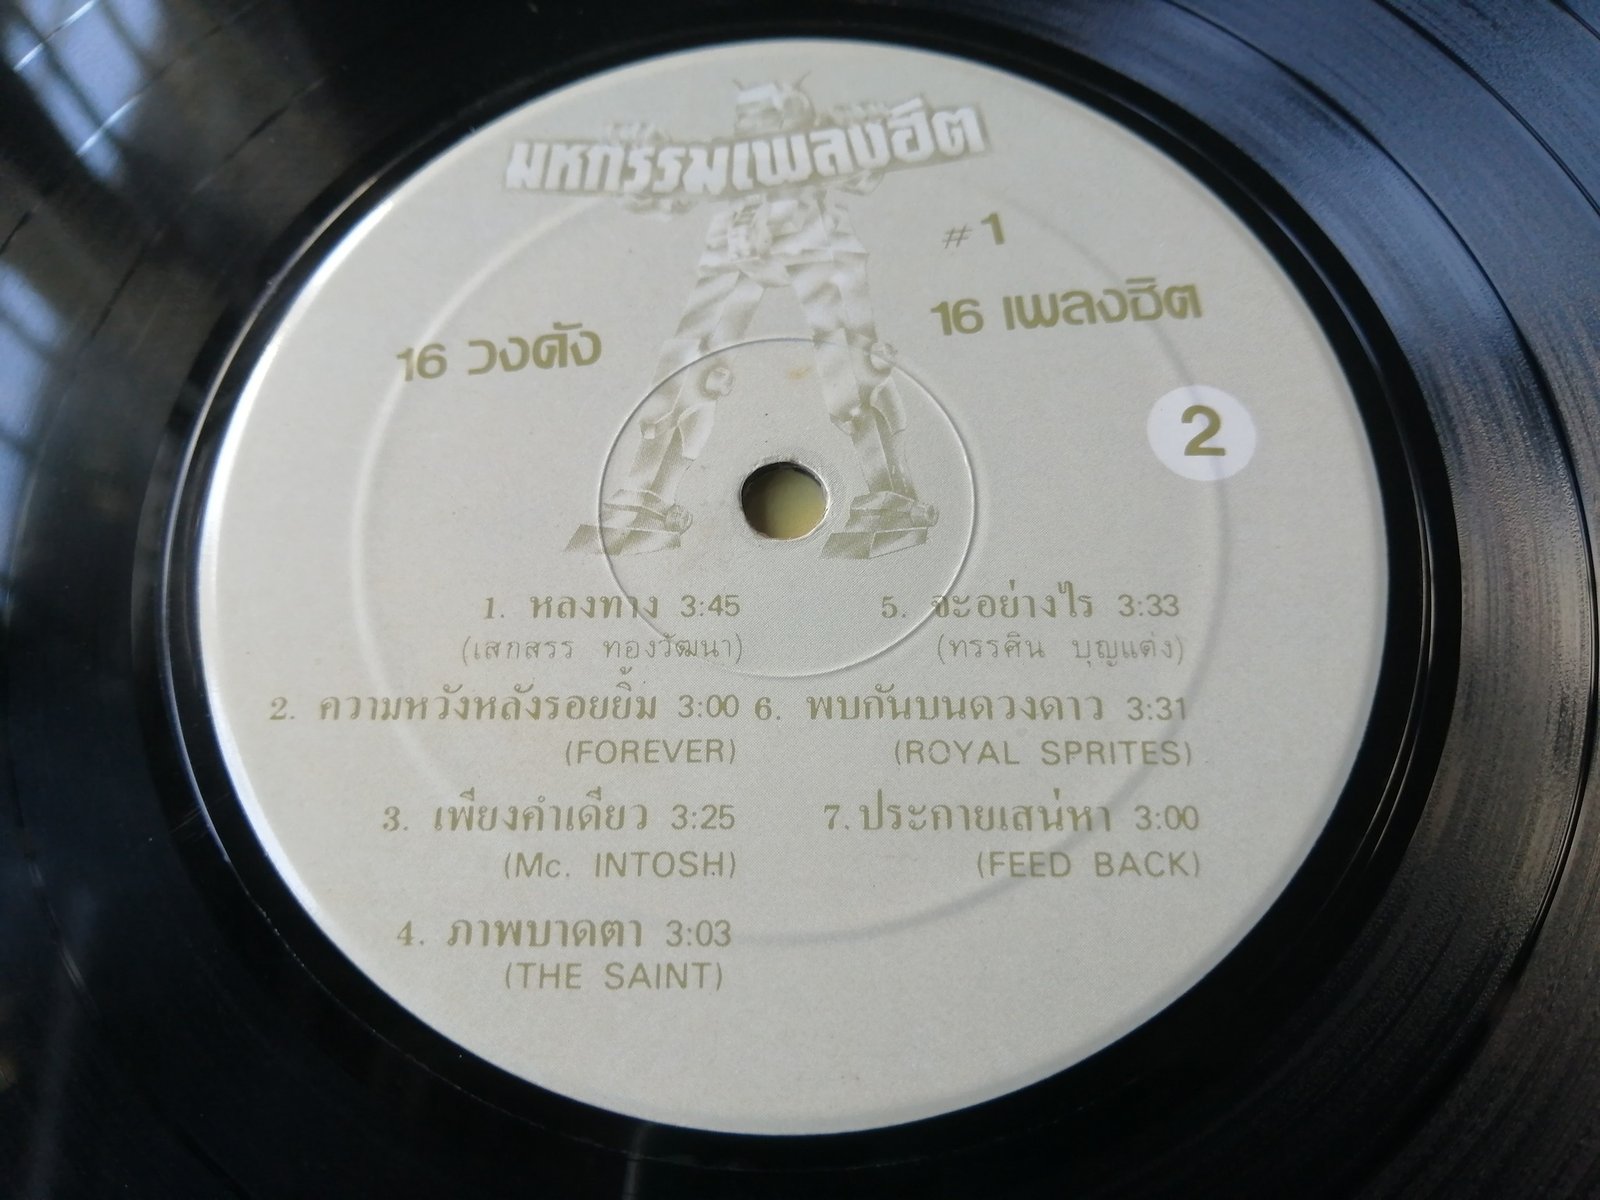 มหกรรมเพลงฮิต
#1
16 วงดัง
16 เพลงฮิต
2
1. หลงทาง 3:45
(เสกสรร ทองวัฒนา)
2. ความหวังหลังรอยยิ้ม 3:00
(FOREVER)
3. เพียงคำเดียว 3:25
(Mc. INTOSH)
4. ภาพบาดตา 3:03
(THE SAINT)
5. จะอย่างไร 3:33
(ทรรศิน บุญแต่ง)
6. พบกันบนดวงดาว 3:31
(ROYAL SPRITES)
7. ประกายเสน่หา 3:00
(FEED BACK)